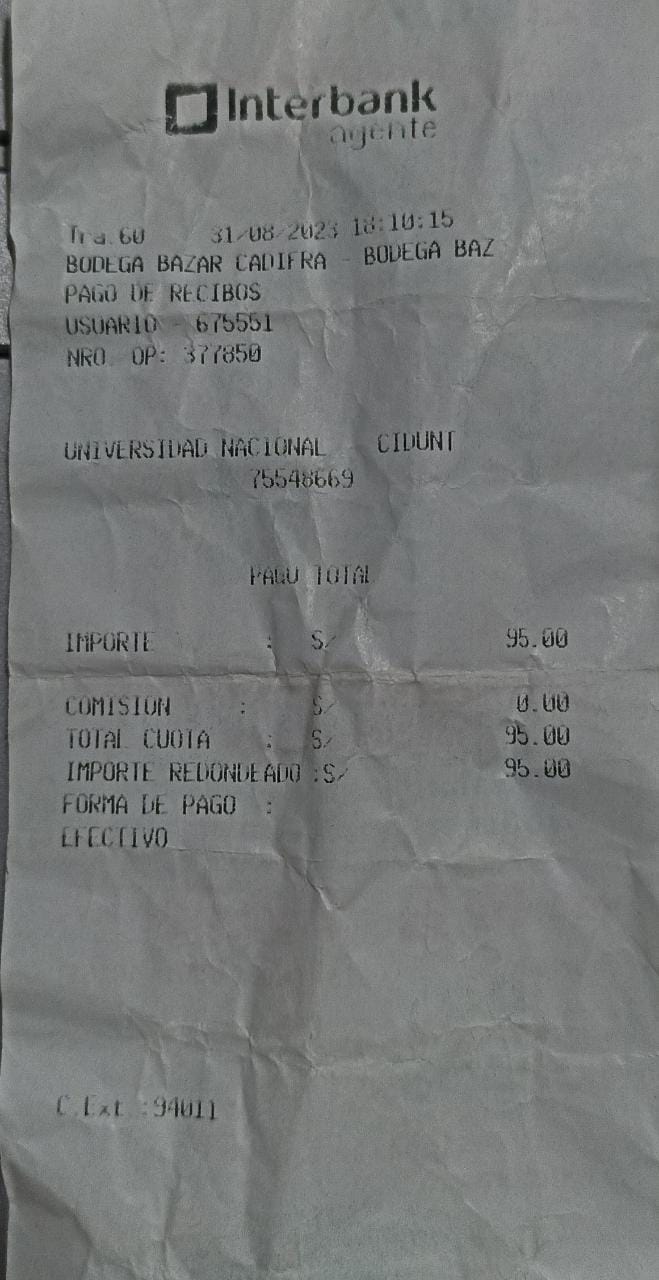 Interbank
agente
Tra.60 31/08/2023 18:10:15
BODEGA BAZAR CADIFRA - BODEGA BAZ
PAGO DE RECIBOS
USUARIO - 675551
NRO. OP: 377850
UNIVERSIDAD NACIONAL - CIDUNT
75548669
PAGO TOTAL
IMPORTE : S/ 95.00
COMISION : S/ 0.00
TOTAL CUOTA : S/ 95.00
IMPORTE REDONDEADO :S/ 95.00
FORMA DE PAGO :
EFECTIVO
C.Ext.:94011